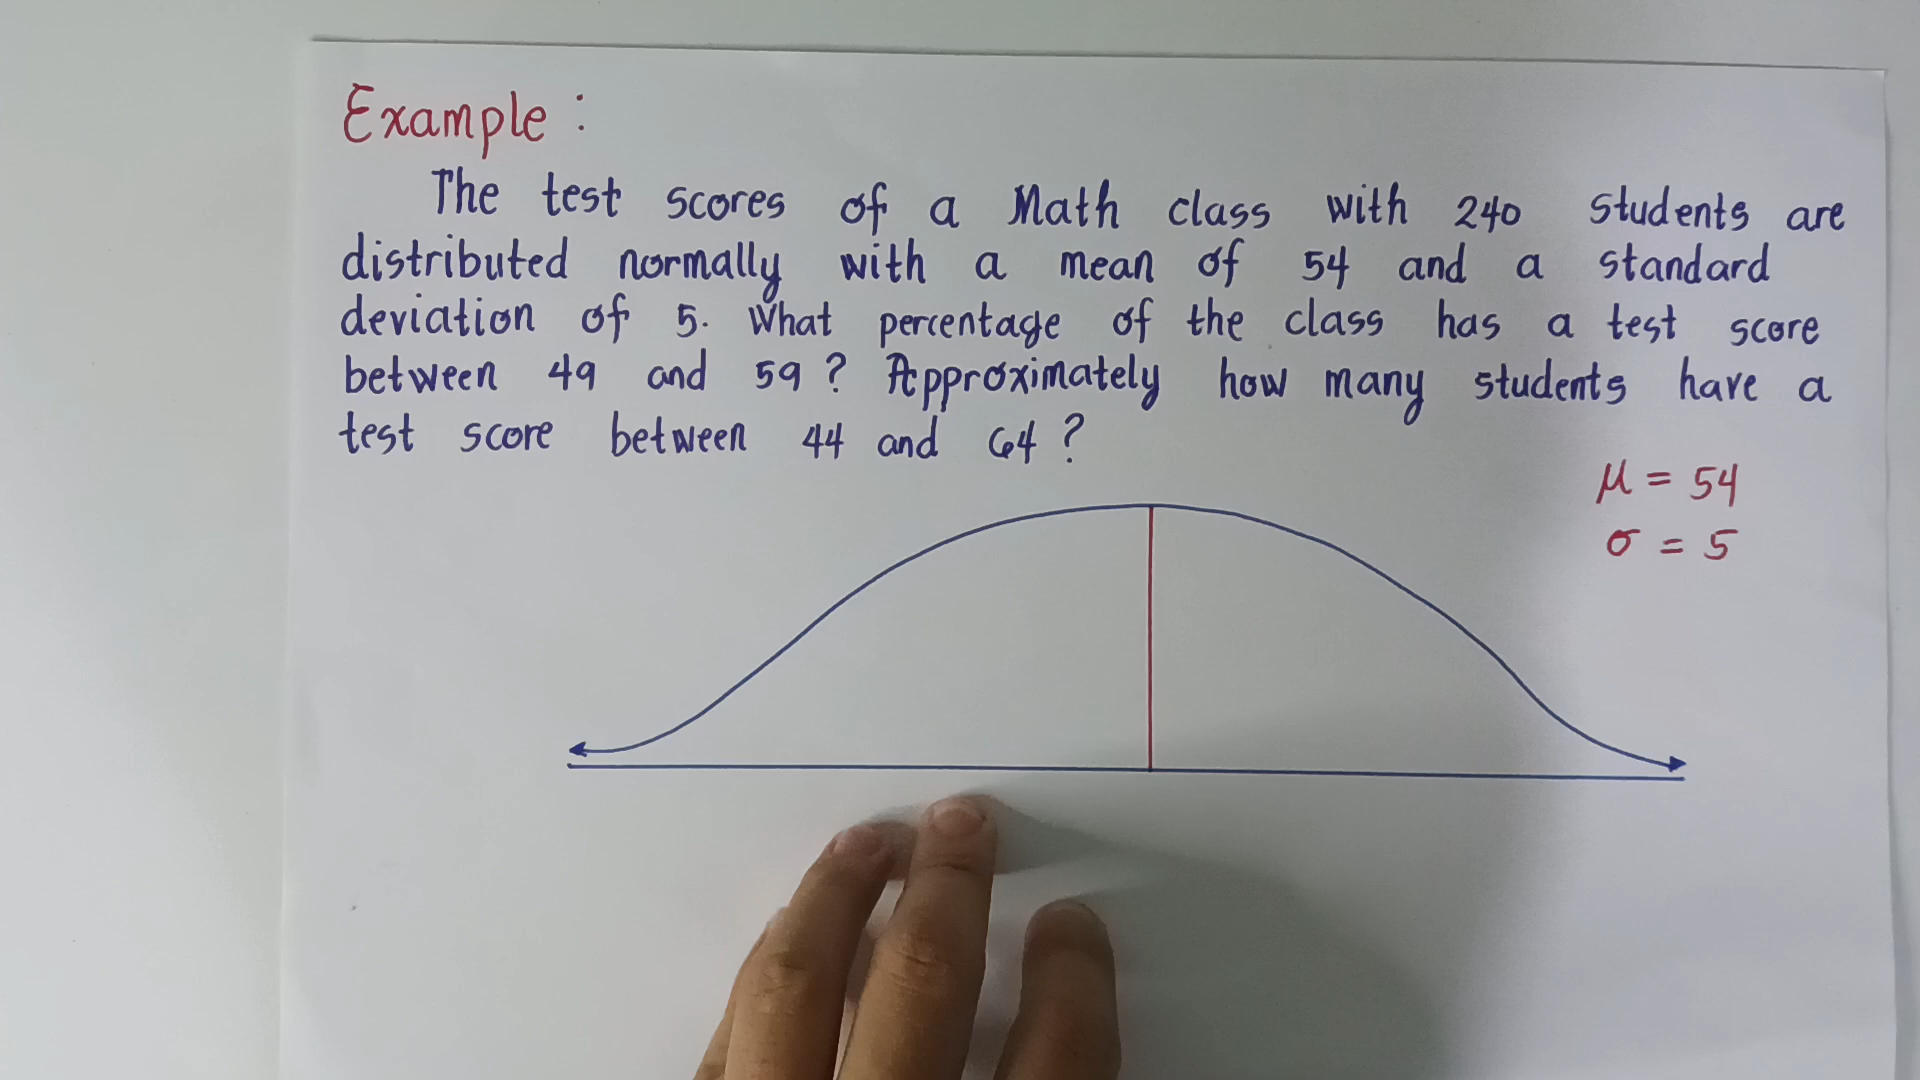 Example :
The test scores of a Math class with 240 students are
distributed normally with a mean of 54 and a standard
deviation of 5. What percentage of the class has a test score
between 49 and 59 ? Approximately how many students have a
test score between 44 and 64 ?
μ = 54
σ = 5